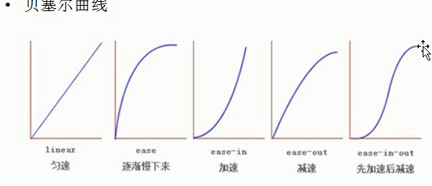 • 贝塞尔曲线
linear ease ease-in ease-out ease-in-out
匀速 逐渐慢下来 加速 减速 先加速后减速